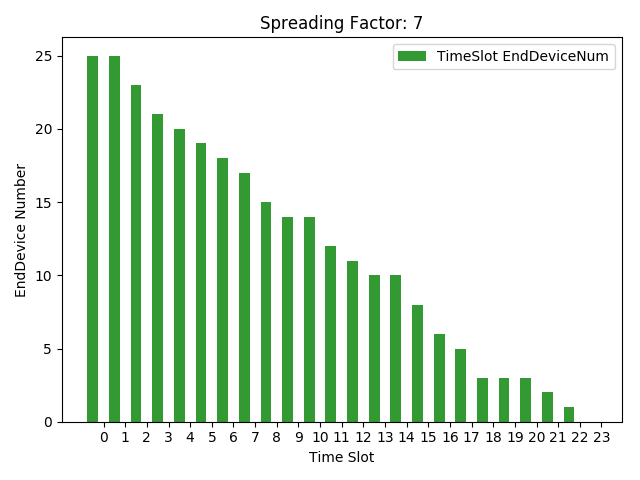 Spreading Factor: 7
TimeSlot EndDeviceNum
EndDevice Number
25
20
15
10
5
0
0 1 2 3 4 5 6 7 8 9 10 11 12 13 14 15 16 17 18 19 20 21 22 23
Time Slot